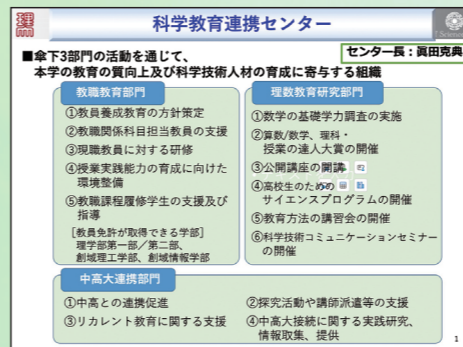 科学教育連携センター
T.Science
センター長：眞田克典
■傘下3部門の活動を通じて、
本学の教育の質向上及び科学技術人材の育成に寄与する組織
教職教育部門
①教員養成教育の方針策定
②教職関係科目担当教員の支援
③現職教員に対する研修
④授業実践能力の育成に向けた
環境整備
⑤教職課程履修学生の支援及び
指導
［教員免許が取得できる学部］
理学部第一部／第二部、
創域理工学部、創域情報学部
理数教育研究部門
①数学の基礎学力調査の実施
②算数/数学、理科・
授業の達人大賞の開催
③公開講座の開講
④高校生のための
サイエンスプログラムの開催
⑤教育方法の講習会の開催
⑥科学技術コミュニケーションセミナー
の開催
中高大連携部門
①中高との連携促進
②探究活動や講師派遣等の支援
③リカレント教育に関する支援
④中高大接続に関する実践研究、
情報取集、提供
1